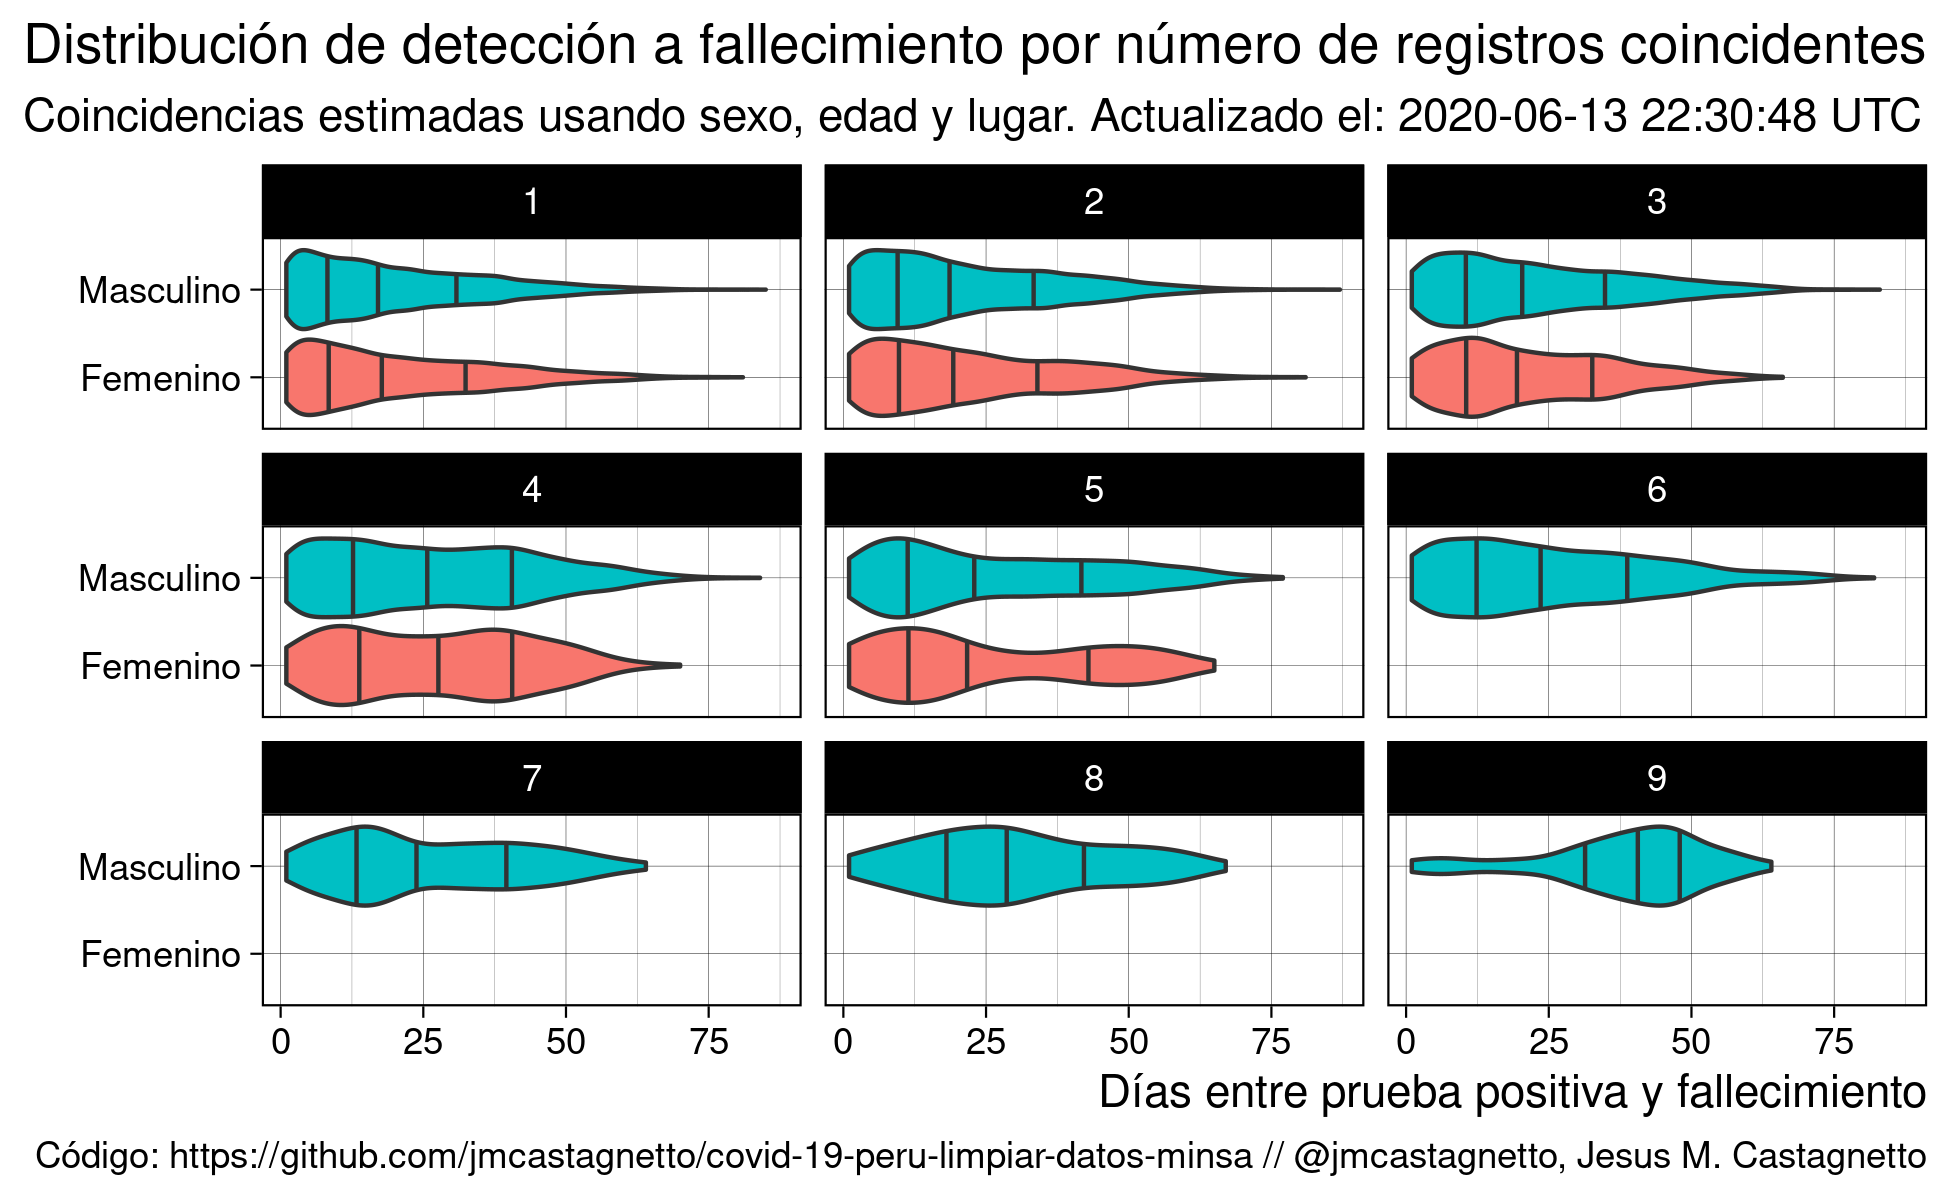 Distribución de detección a fallecimiento por número de registros coincidentes
Coincidencias estimadas usando sexo, edad y lugar. Actualizado el: 2020-06-13 22:30:48 UTC
1
2
3
Masculino
Femenino
4
5
6
Masculino
Femenino
7
8
9
Masculino
Femenino
0 25 50 75
0 25 50 75
0 25 50 75
Días entre prueba positiva y fallecimiento
Código: https://github.com/jmcastagnetto/covid-19-peru-limpiar-datos-minsa // @jmcastagnetto, Jesus M. Castagnetto